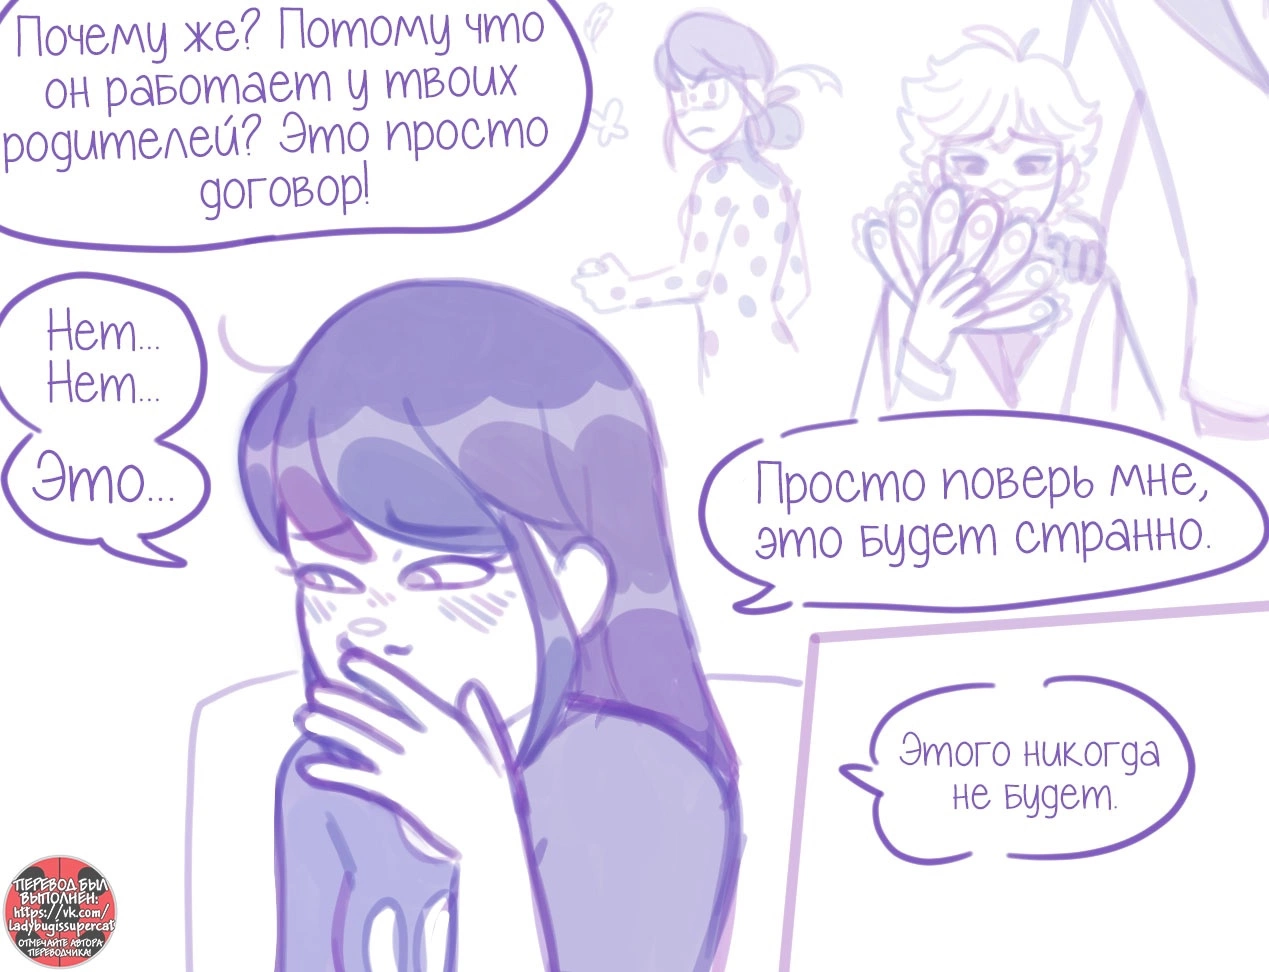 Почему же? Потому что
он работает у твоих
родителей? Это просто
договор!
Нет...
Нет...
Это...
Просто поверь мне,
это будет странно.
Этого никогда
не будет.
ПЕРЕВОД БЫЛ
ВЫПОЛНЕН:
https://vk.com/
ladybugissupercat
ОТМЕЧАЙТЕ АВТОРА
ПЕРЕВОДЧИКА!